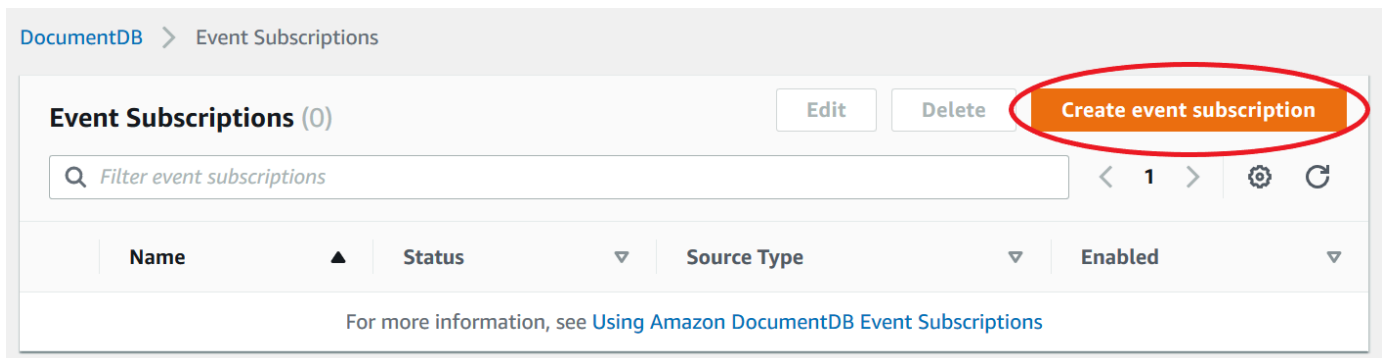 DocumentDB > Event Subscriptions
Event Subscriptions (0) Edit Delete Create event subscription
Filter event subscriptions < 1 >
Name Status Source Type Enabled
For more information, see Using Amazon DocumentDB Event Subscriptions